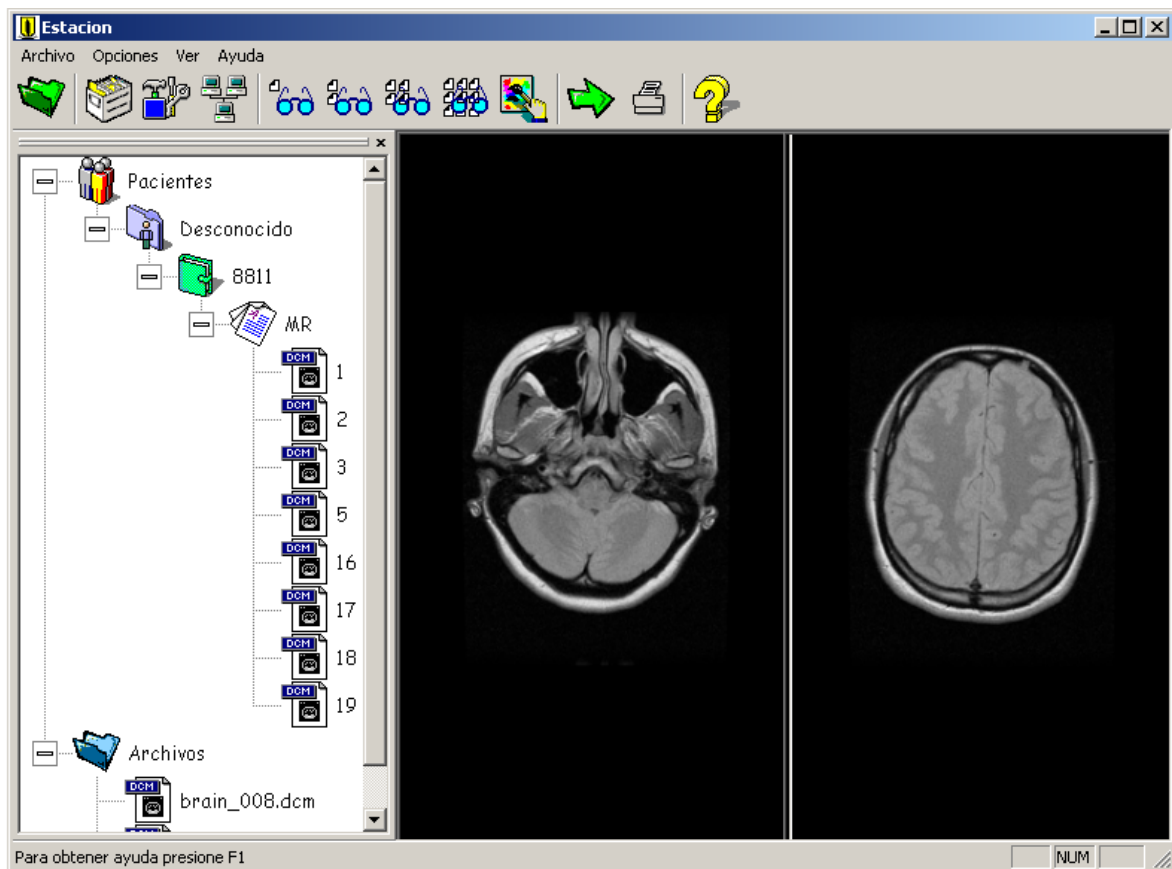 Estacion
Archivo Opciones Ver Ayuda
Pacientes
Desconocido
8811
MR
DCM 1
DCM 2
DCM 3
DCM 5
DCM 16
DCM 17
DCM 18
DCM 19
Archivos
DCM brain_008.dcm
Para obtener ayuda presione F1 NUM